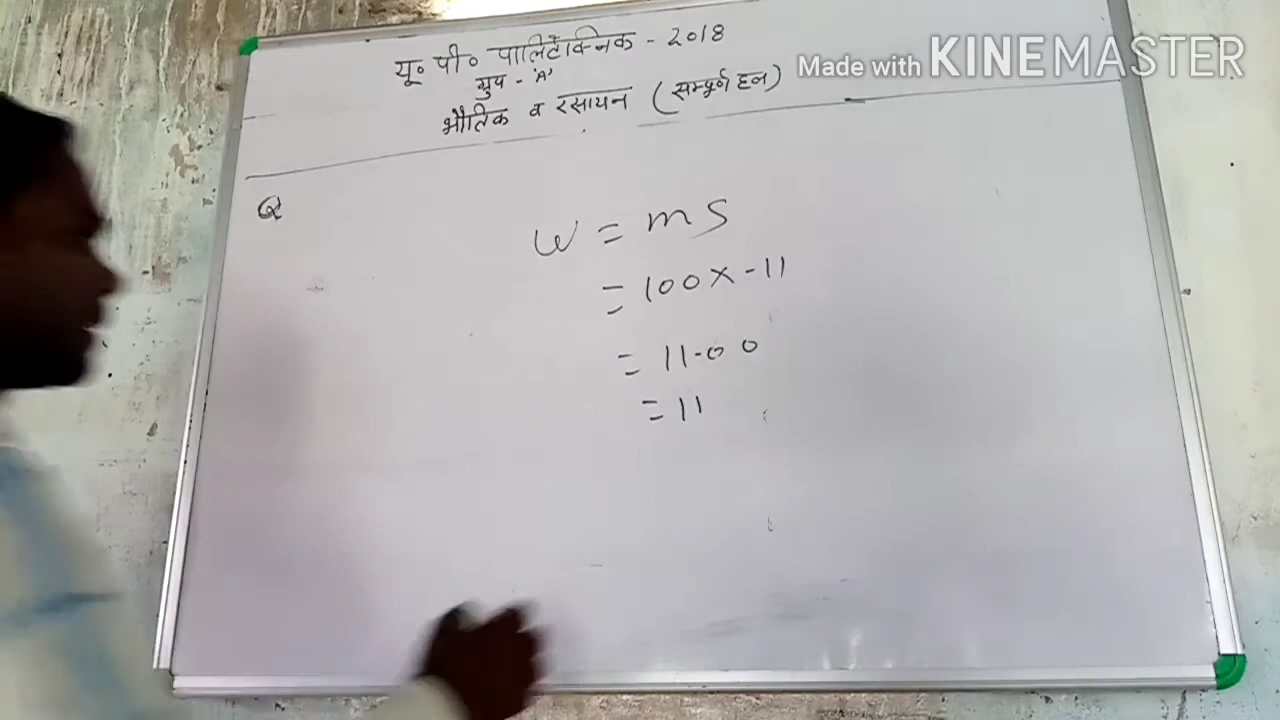 यू० पी० पालिटेक्निक - 2018
Made with KINEMASTER
ग्रुप - 'A'
भौतिक व रसायन (सम्पूर्ण हल)
Q
W = mS
= 100 x - 11
= 11-00
= 11